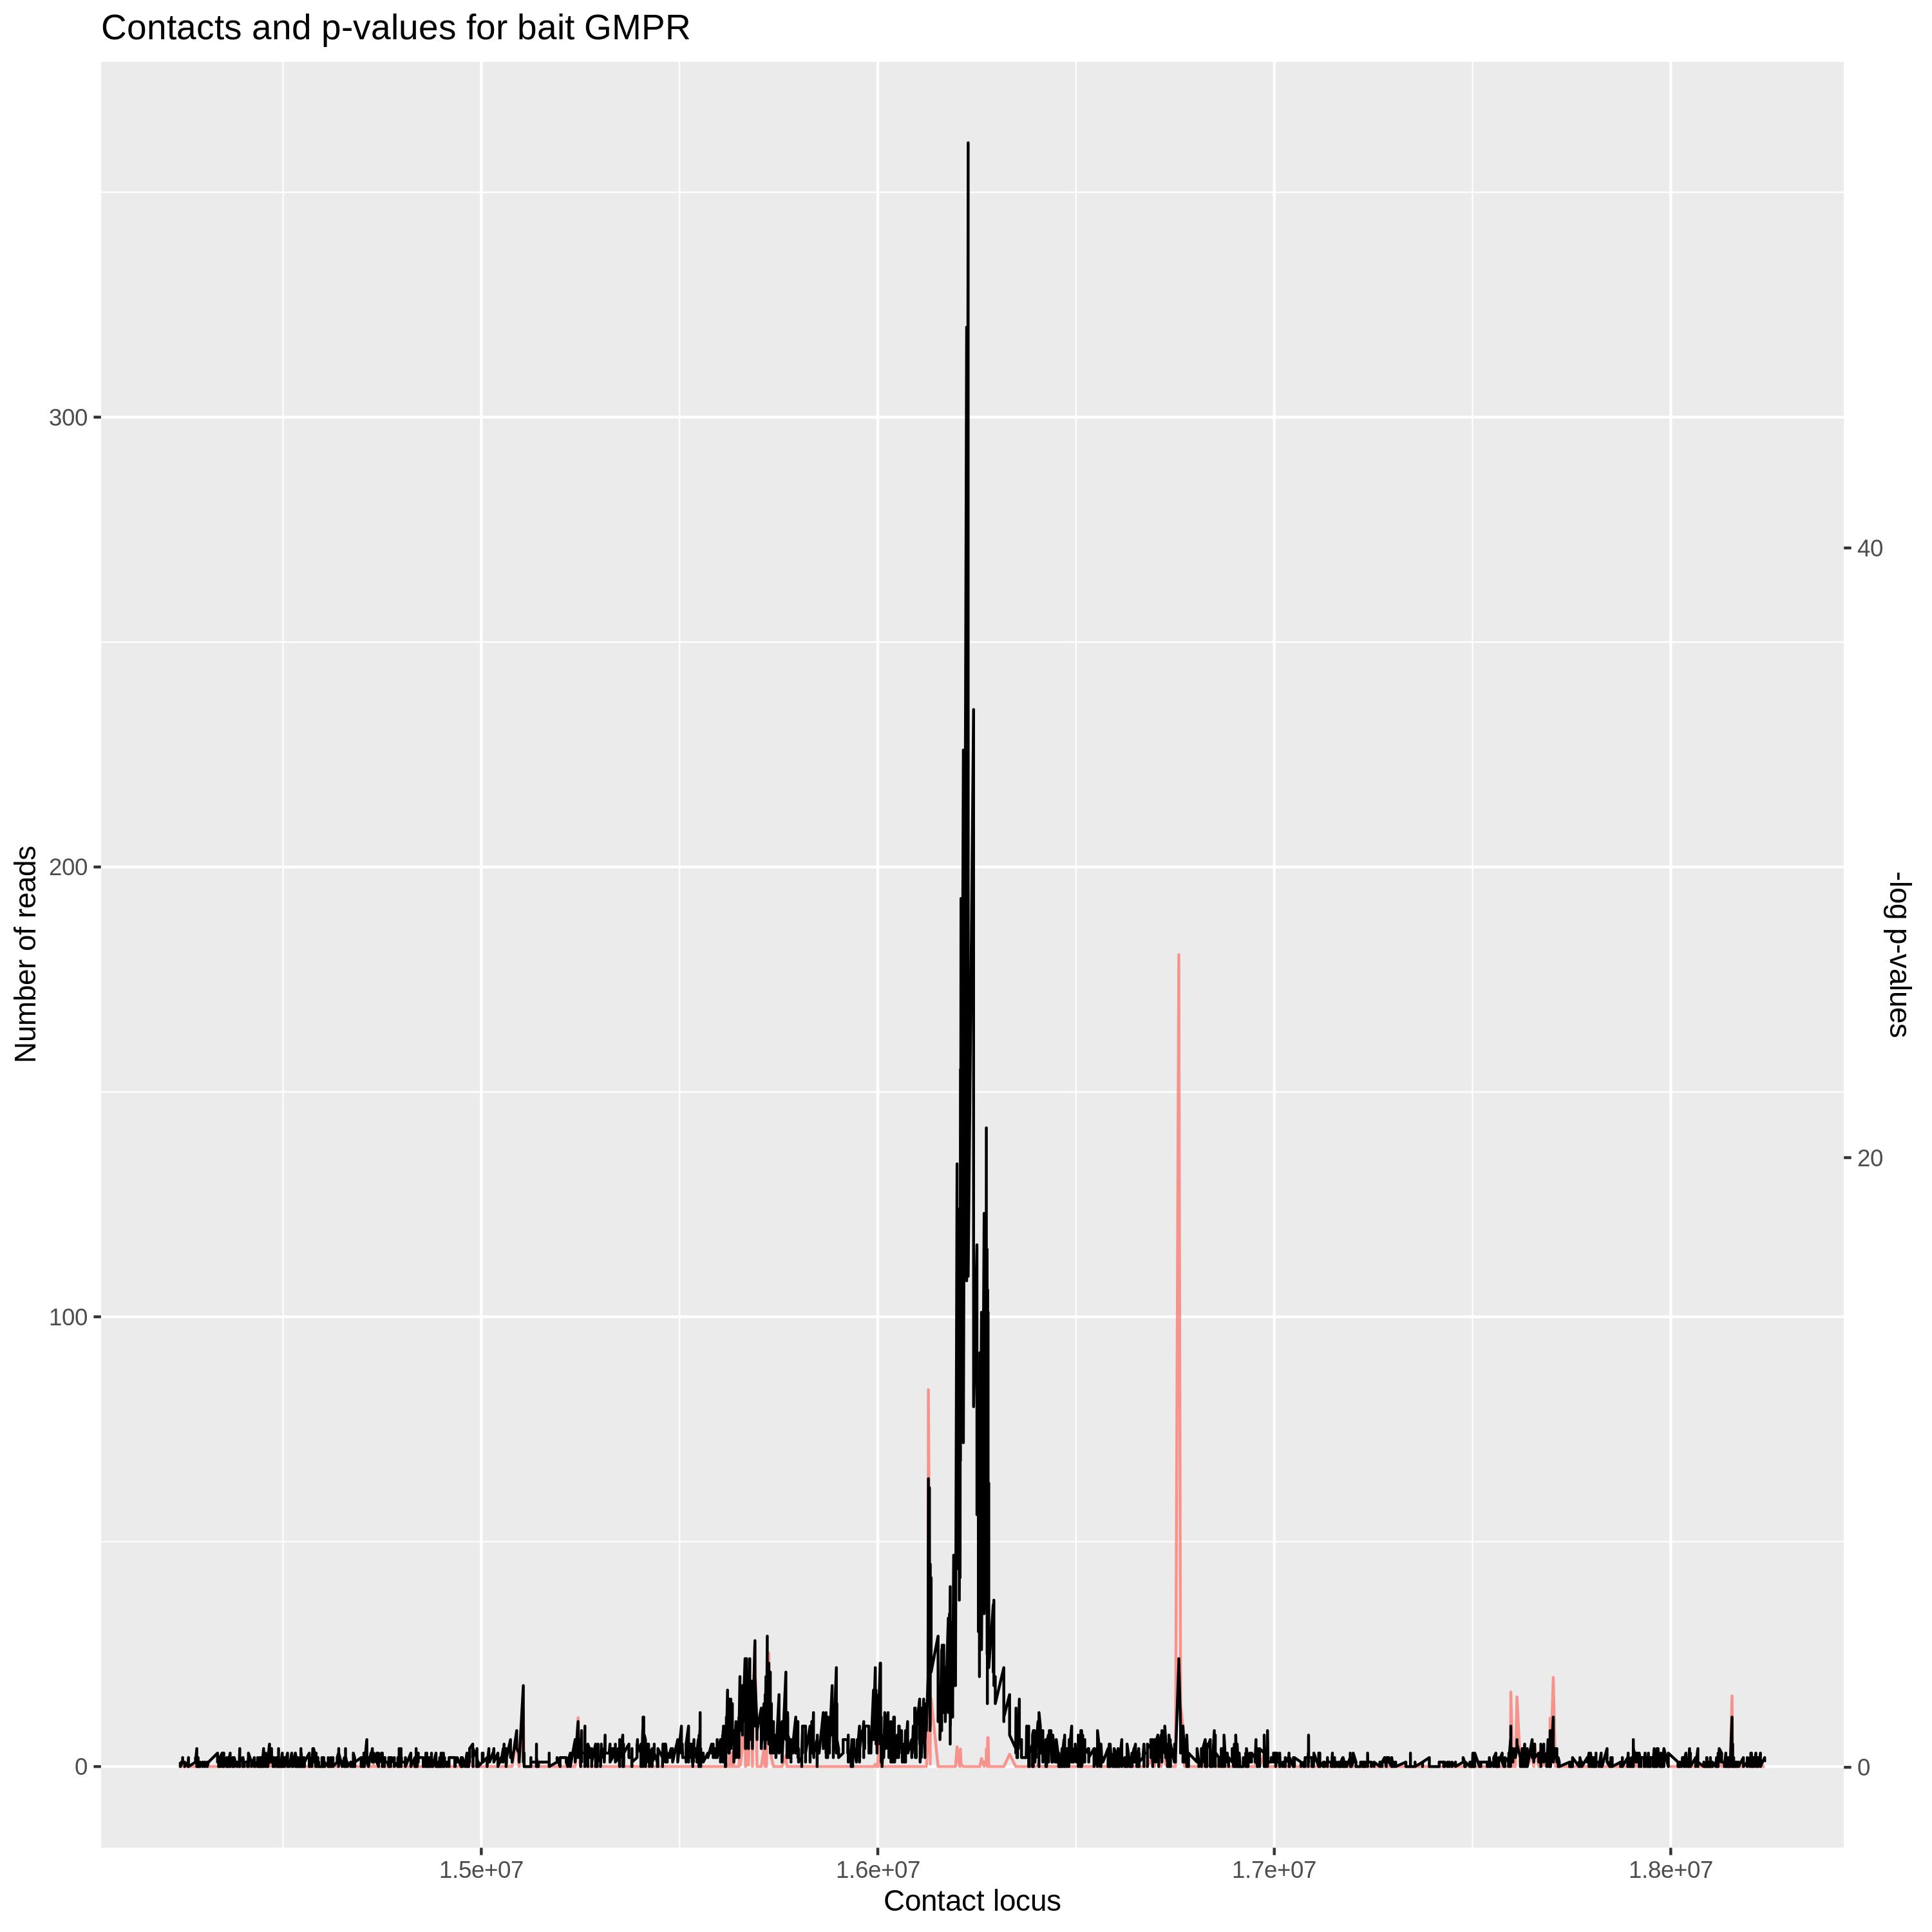 Contacts and p-values for bait GMPR
300
200
100
0
Number of reads
40
20
0
-log p-values
1.5e+07
1.6e+07
1.7e+07
1.8e+07
Contact locus